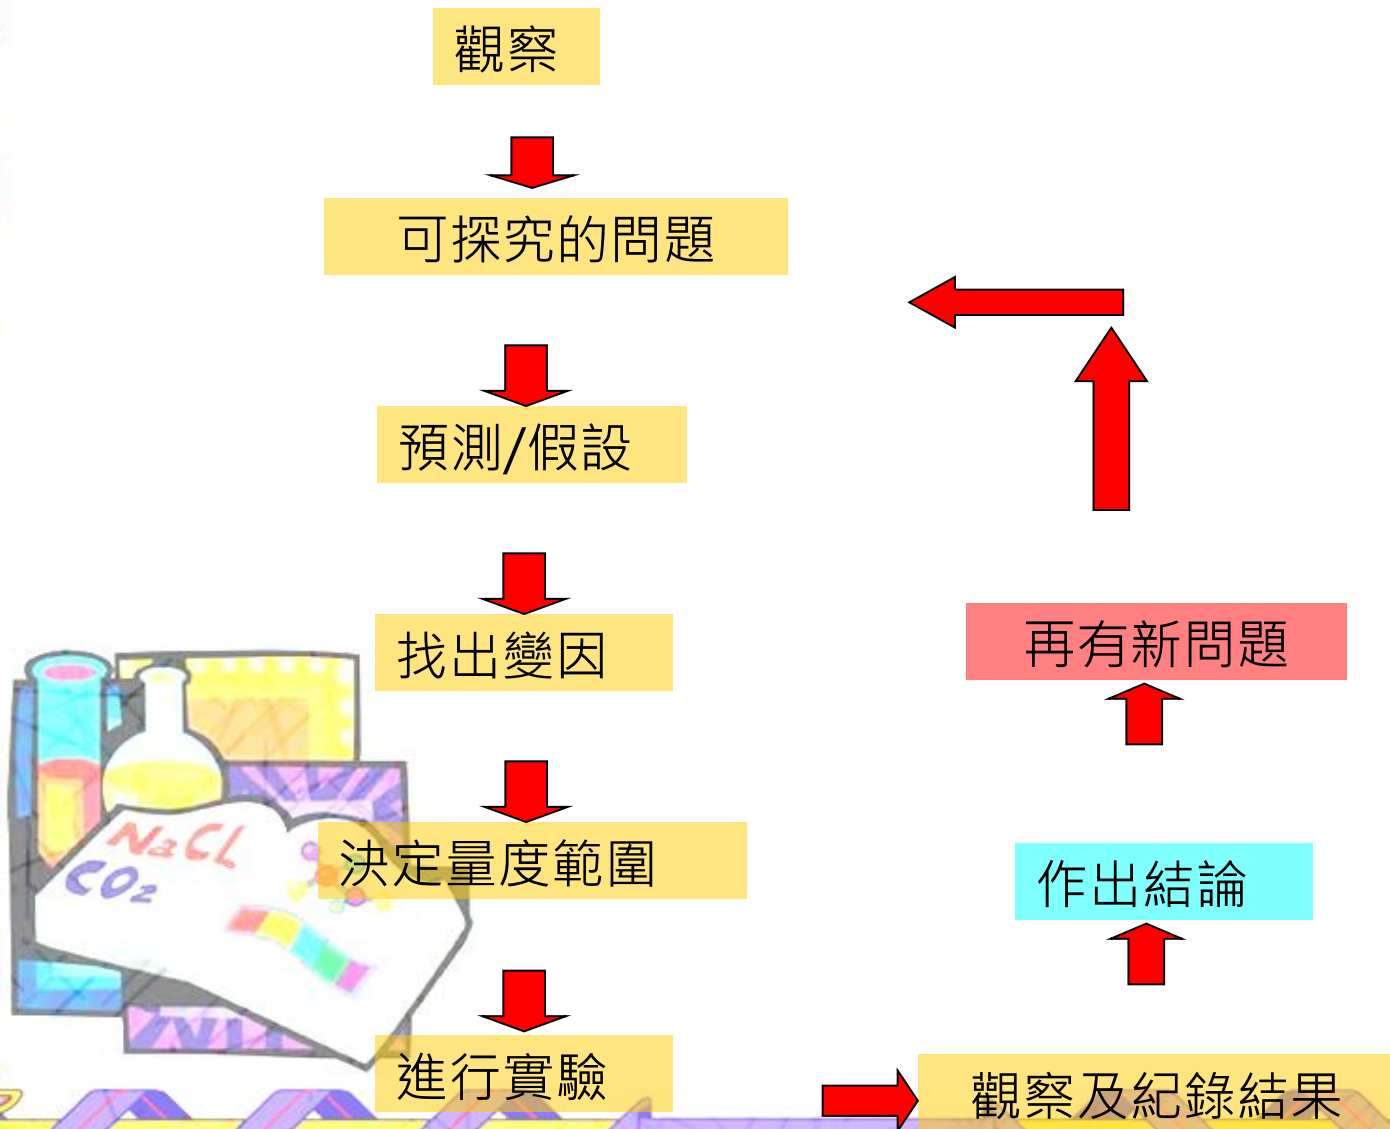 觀察
可探究的問題
預測/假設
找出變因
決定量度範圍
進行實驗
觀察及紀錄結果
作出結論
再有新問題
NaCL
CO₂